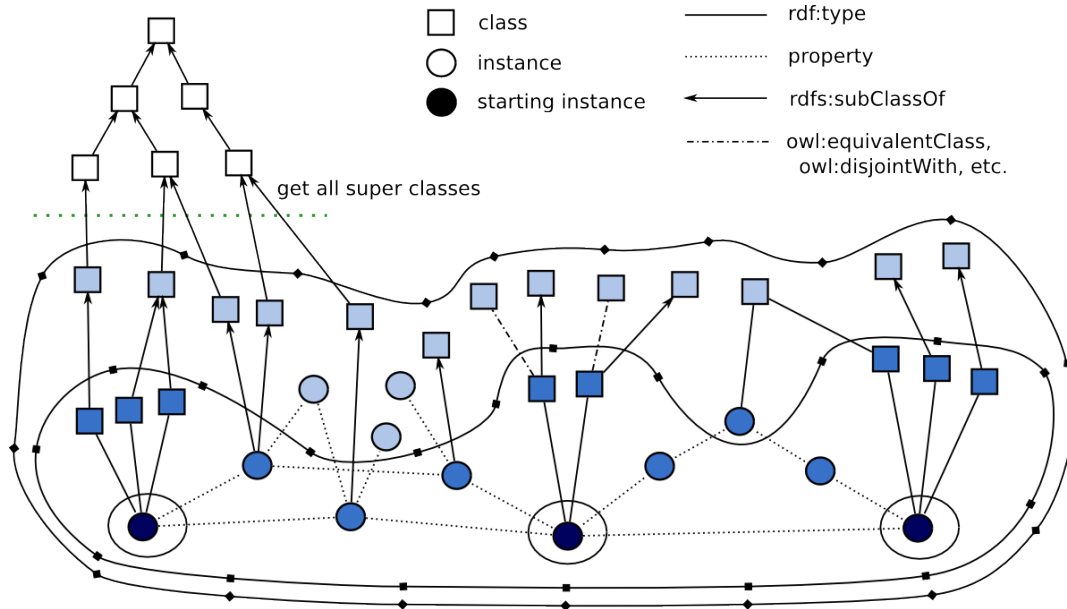 class
instance
starting instance
rdf:type
property
rdfs:subClassOf
owl:equivalentClass,
owl:disjointWith, etc.
get all super classes